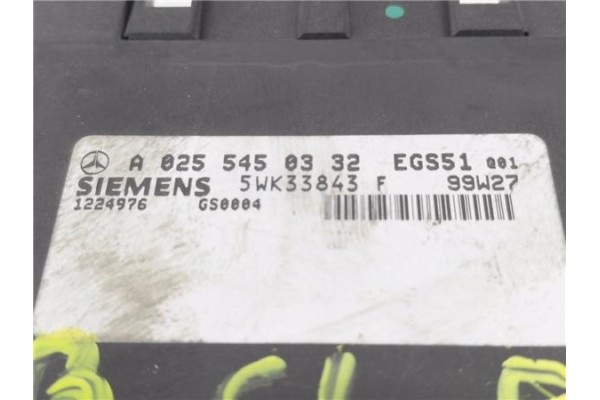 A 025 545 03 32 EGS51 Q01
SIEMENS 5WK33843 F 99W27
1224976 GS0004